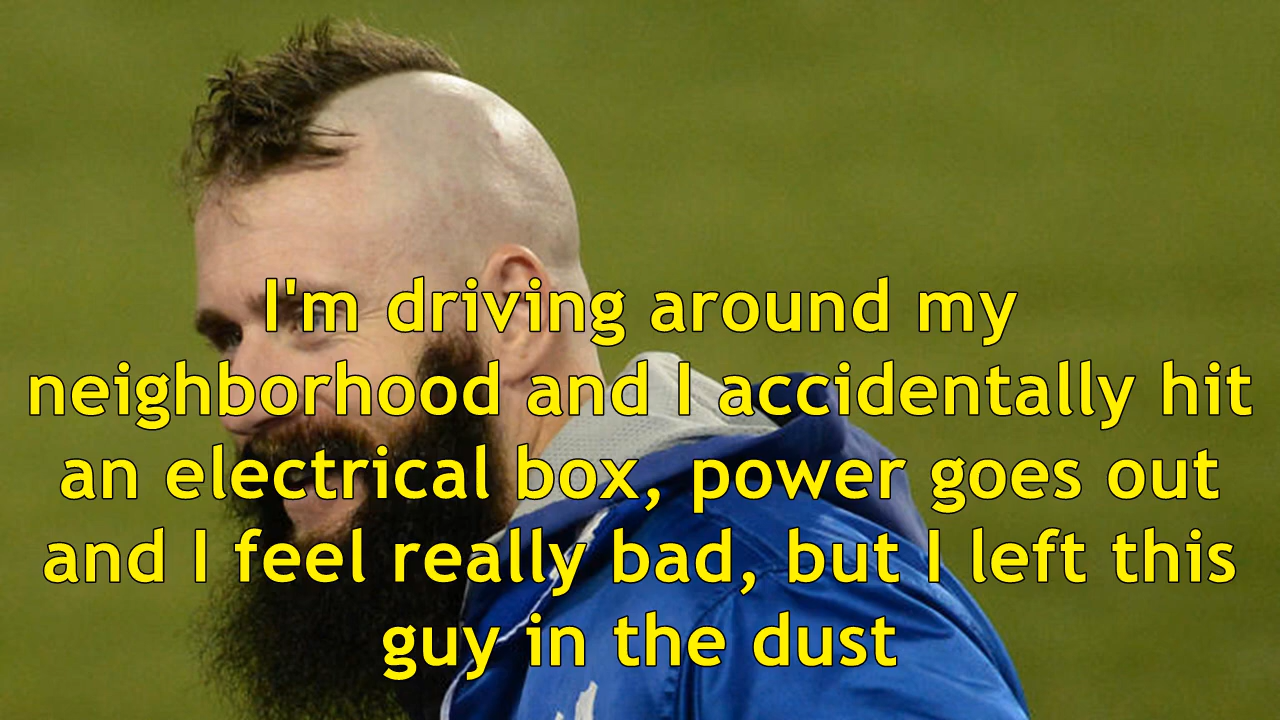 I'm driving around my
neighborhood and I accidentally hit
an electrical box, power goes out
and I feel really bad, but I left this
guy in the dust